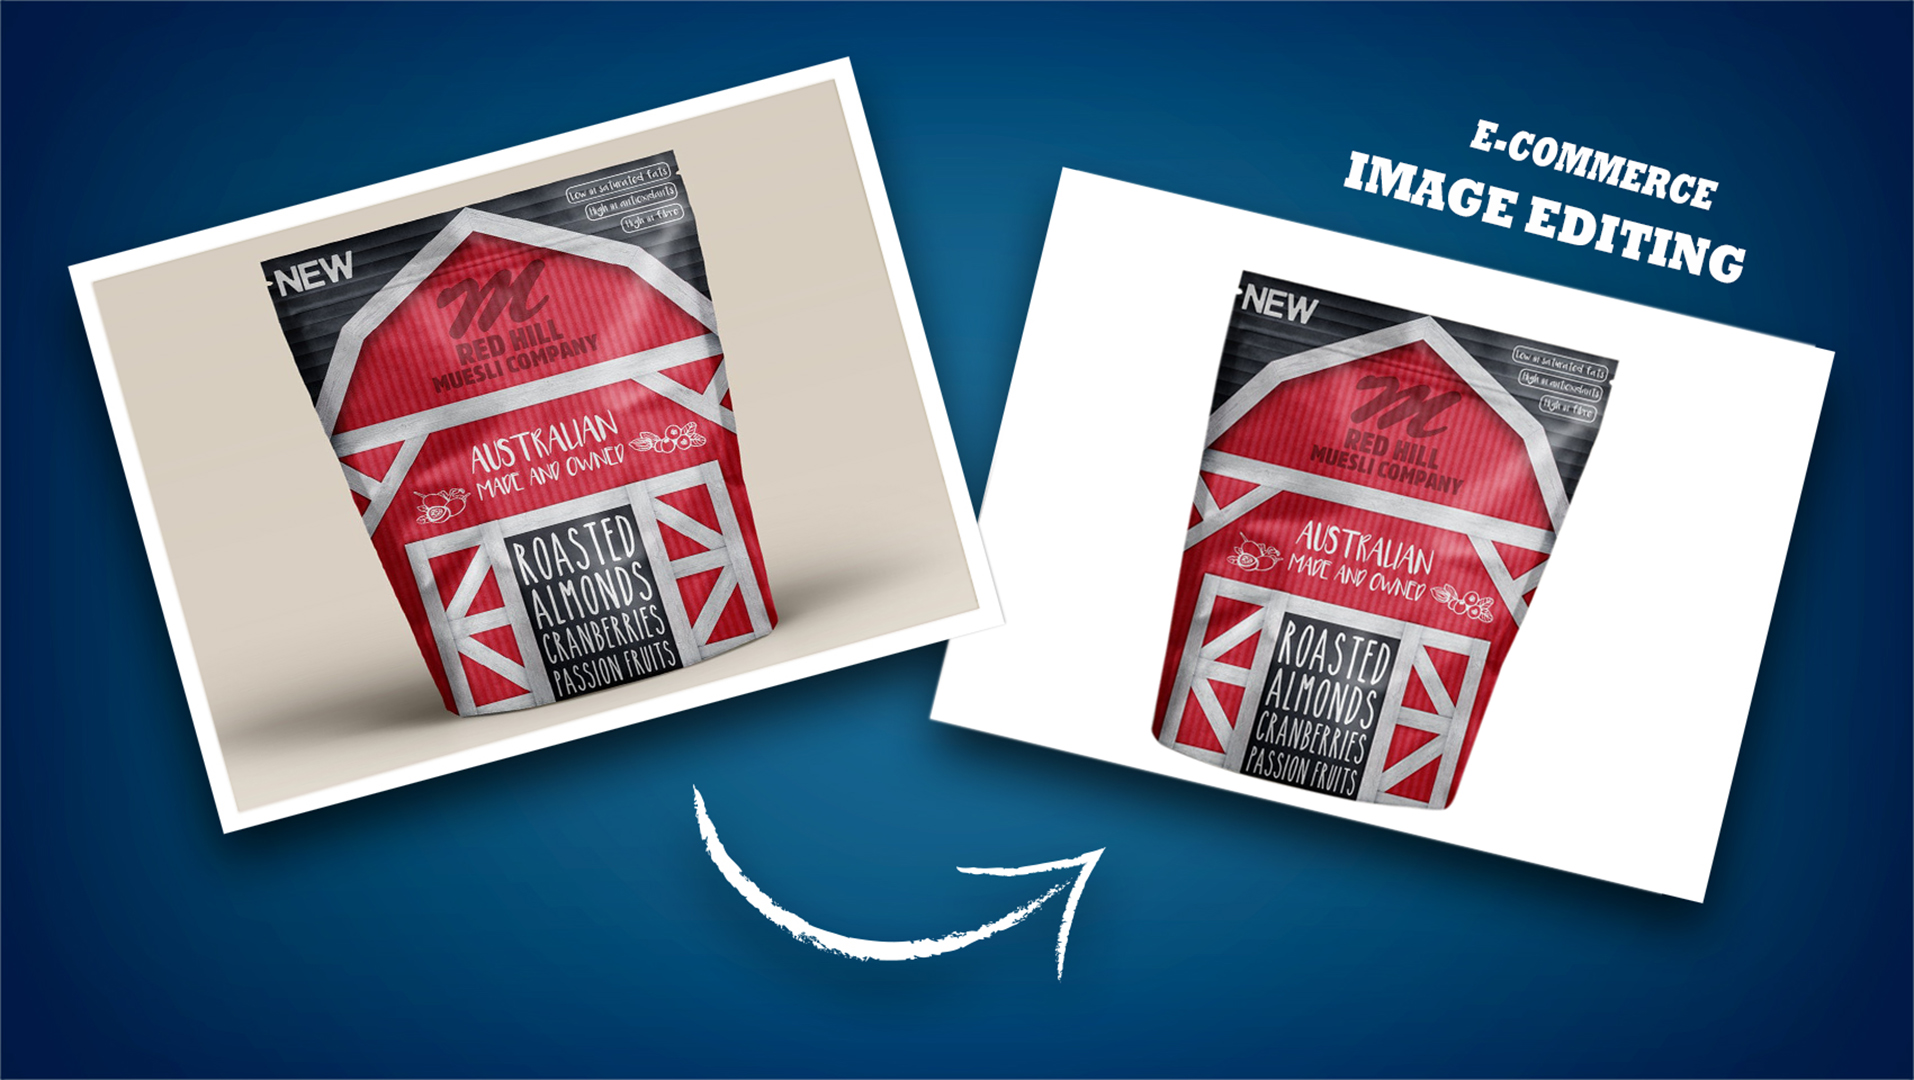 E-COMMERCE
IMAGE EDITING
NEW
Low in saturated fats
High in antioxidants
High in fibre
M
RED HILL
MUESLI COMPANY
AUSTRALIAN
MADE AND OWNED
ROASTED
ALMONDS
CRANBERRIES
PASSION FRUITS
NEW
Low in saturated fats
High in antioxidants
High in fibre
M
RED HILL
MUESLI COMPANY
AUSTRALIAN
MADE AND OWNED
ROASTED
ALMONDS
CRANBERRIES
PASSION FRUITS